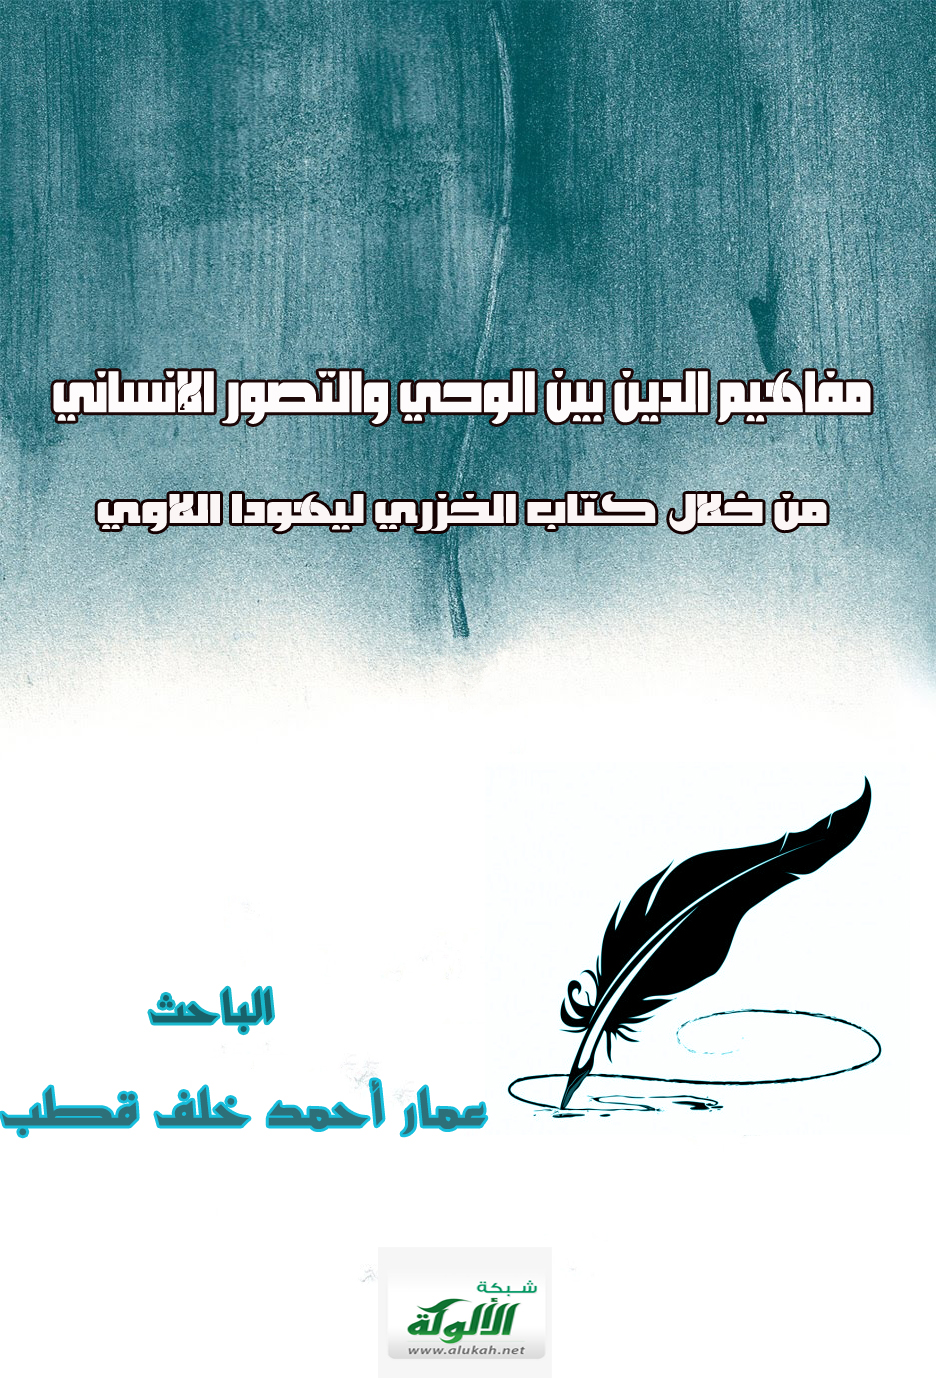 مفاهيم الدين بين الوحي والتصور الإنساني
من خلال كتاب الخزري ليهودا اللاوي
الباحث
عمار أحمد خلف قطب
شبكة
الألوكة
www.alukah.net